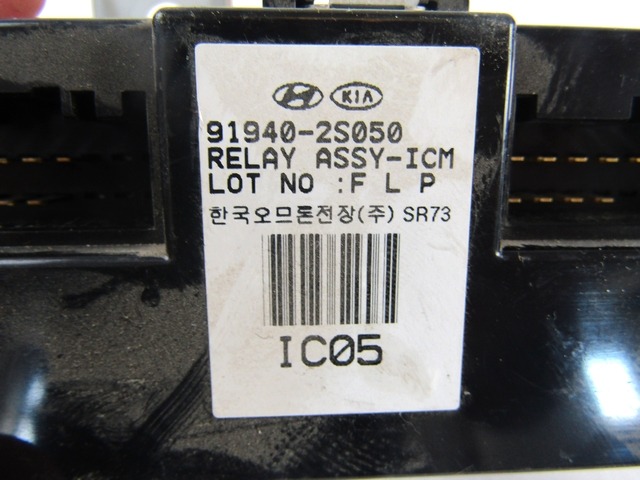 KIA
91940-2S050
RELAY ASSY-ICM
LOT NO :F L P
한국오므론전장(주) SR73
IC05